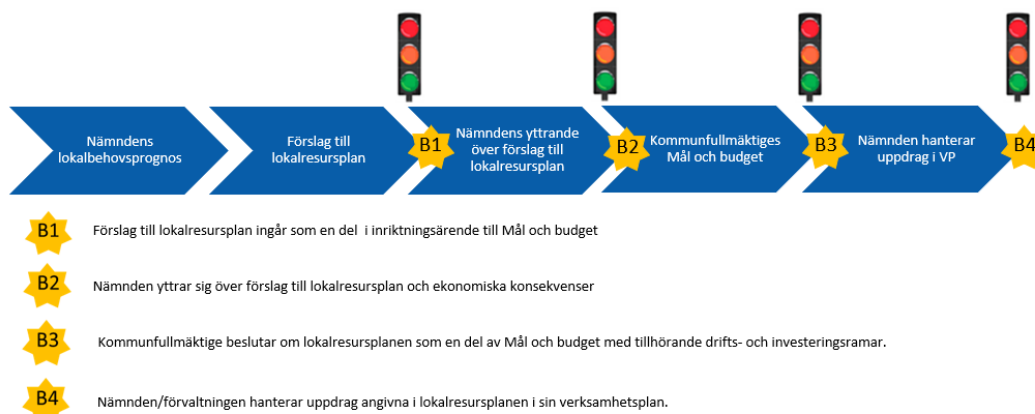 Nämndens
lokalbehovsprognos
Förslag till
lokalresursplan
B1
Nämndens yttrande
över förslag till
lokalresursplan
B2
Kommunfullmäktiges
Mål och budget
B3
Nämnden hanterar
uppdrag i VP
B4
B1
Förslag till lokalresursplan ingår som en del i inriktningsärende till Mål och budget
B2
Nämnden yttrar sig över förslag till lokalresursplan och ekonomiska konsekvenser
B3
Kommunfullmäktige beslutar om lokalresursplanen som en del av Mål och budget med tillhörande drifts- och investeringsramar.
B4
Nämnden/förvaltningen hanterar uppdrag angivna i lokalresursplanen i sin verksamhetsplan.